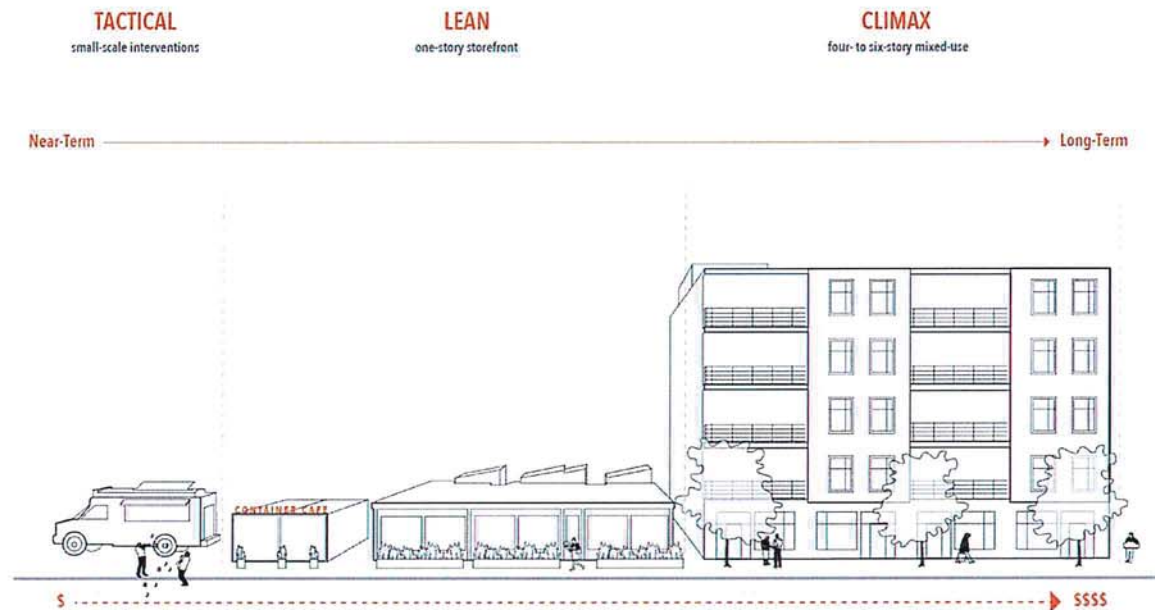 TACTICAL
small-scale interventions
LEAN
one-story storefront
CLIMAX
four- to six-story mixed-use
Near-Term
Long-Term
CONTAINER CAFE
$
$$$$